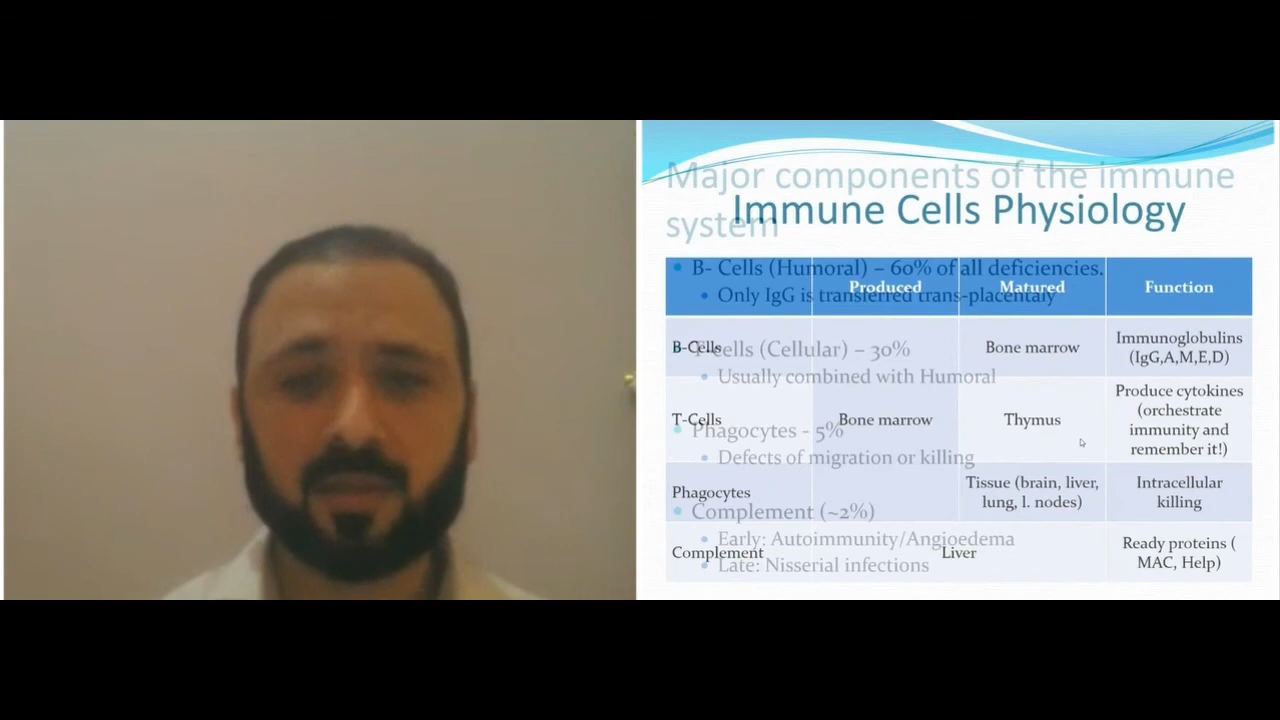 Major components of the immune
system
Immune Cells Physiology
B- Cells (Humoral) – 60% of all deficiencies.
Only IgG is transferred trans-placentaly
T-cells (Cellular) – 30%
Usually combined with Humoral
Phagocytes - 5%
Defects of migration or killing
Complement (~2%)
Early: Autoimmunity/Angioedema
Late: Nisserial infections
Produced Matured Function
B-Cells Bone marrow Immunoglobulins
(IgG,A,M,E,D)
T-Cells Bone marrow Thymus Produce cytokines
(orchestrate
immunity and
remember it!)
Phagocytes Tissue (brain, liver,
lung, l. nodes)
Intracellular
killing
Complement Liver Ready proteins (
MAC, Help)